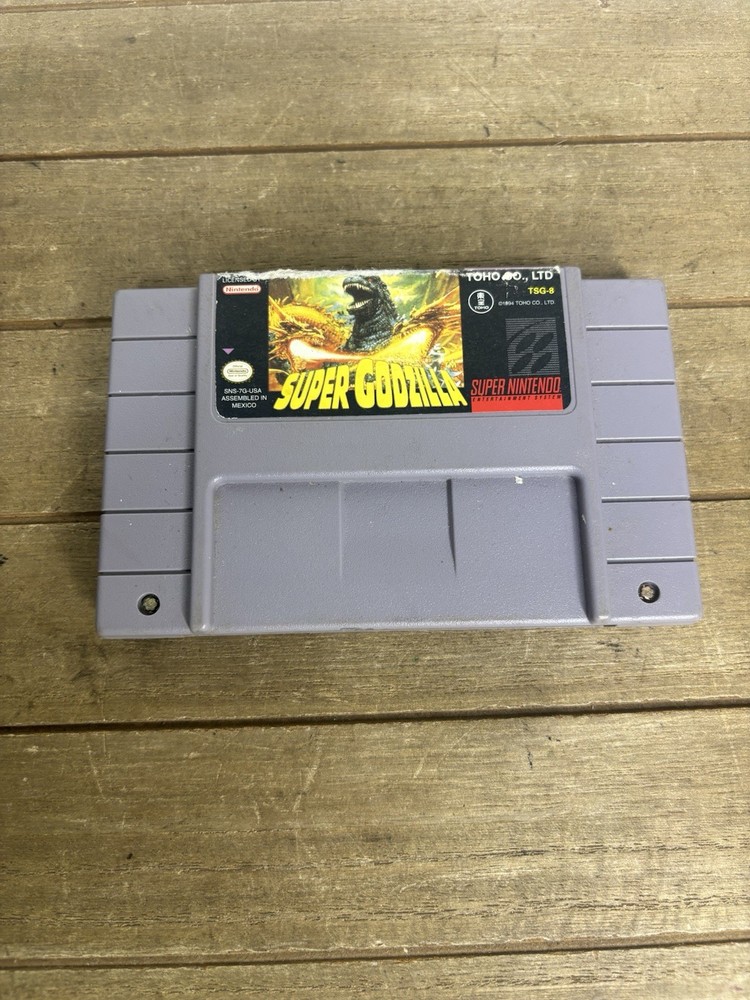 Nintendo
SNS-7G-USA
ASSEMBLED IN
MEXICO
SUPER GODZILLA
TOHO CO., LTD
TSG-8
TOHO
©1994 TOHO CO., LTD.
SUPER NINTENDO
ENTERTAINMENT SYSTEM